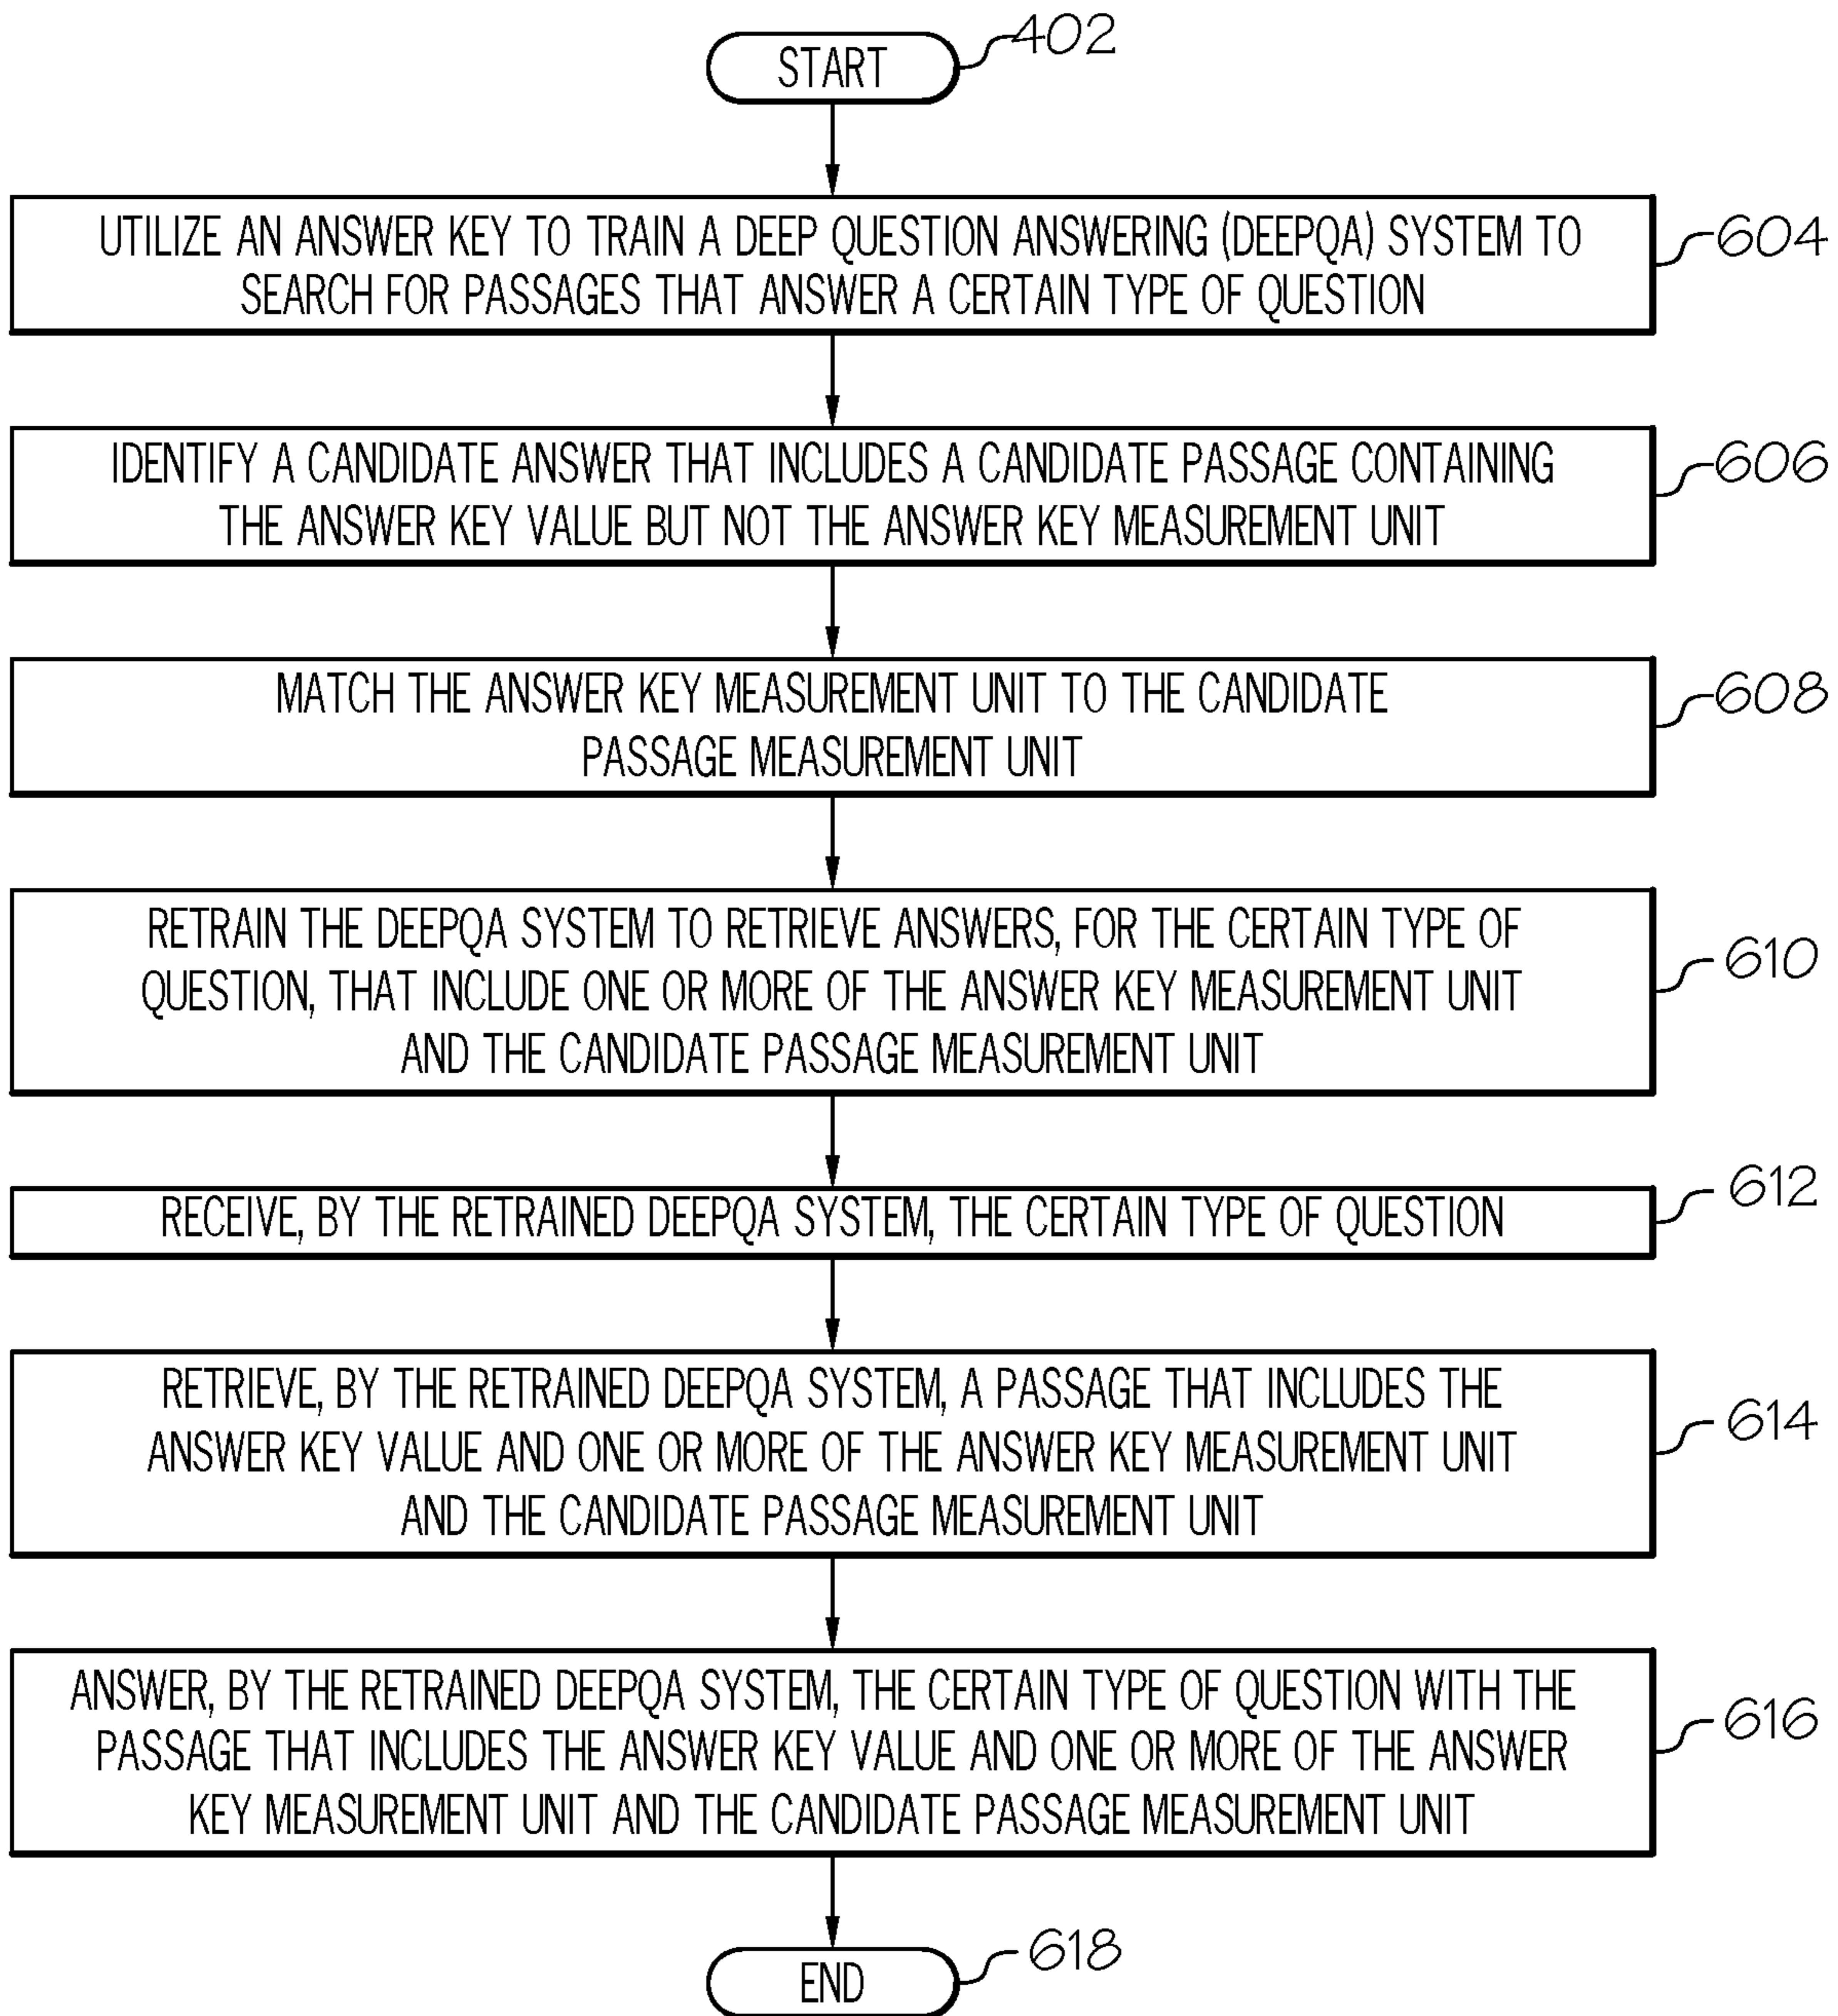 START
402
UTILIZE AN ANSWER KEY TO TRAIN A DEEP QUESTION ANSWERING (DEEPQA) SYSTEM TO
SEARCH FOR PASSAGES THAT ANSWER A CERTAIN TYPE OF QUESTION
604
IDENTIFY A CANDIDATE ANSWER THAT INCLUDES A CANDIDATE PASSAGE CONTAINING
THE ANSWER KEY VALUE BUT NOT THE ANSWER KEY MEASUREMENT UNIT
606
MATCH THE ANSWER KEY MEASUREMENT UNIT TO THE CANDIDATE
PASSAGE MEASUREMENT UNIT
608
RETRAIN THE DEEPQA SYSTEM TO RETRIEVE ANSWERS, FOR THE CERTAIN TYPE OF
QUESTION, THAT INCLUDE ONE OR MORE OF THE ANSWER KEY MEASUREMENT UNIT
AND THE CANDIDATE PASSAGE MEASUREMENT UNIT
610
RECEIVE, BY THE RETRAINED DEEPQA SYSTEM, THE CERTAIN TYPE OF QUESTION
612
RETRIEVE, BY THE RETRAINED DEEPQA SYSTEM, A PASSAGE THAT INCLUDES THE
ANSWER KEY VALUE AND ONE OR MORE OF THE ANSWER KEY MEASUREMENT UNIT
AND THE CANDIDATE PASSAGE MEASUREMENT UNIT
614
ANSWER, BY THE RETRAINED DEEPQA SYSTEM, THE CERTAIN TYPE OF QUESTION WITH THE
PASSAGE THAT INCLUDES THE ANSWER KEY VALUE AND ONE OR MORE OF THE ANSWER
KEY MEASUREMENT UNIT AND THE CANDIDATE PASSAGE MEASUREMENT UNIT
616
END
618